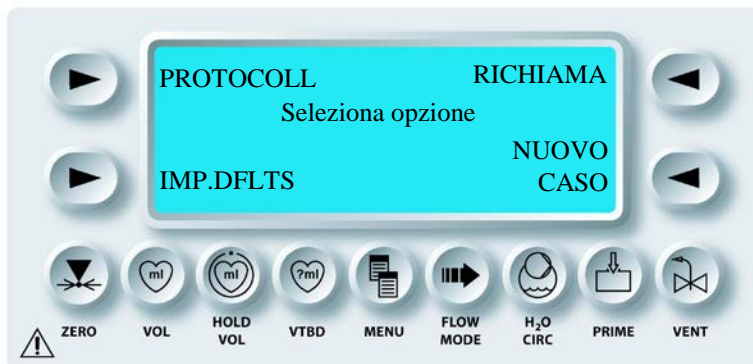 PROTOCOLL RICHIAMA
Seleziona opzione
NUOVO
IMP.DFLTS CASO
ml ml ?ml
ZERO VOL HOLD VOL VTBD MENU FLOW MODE H₂O CIRC PRIME VENT